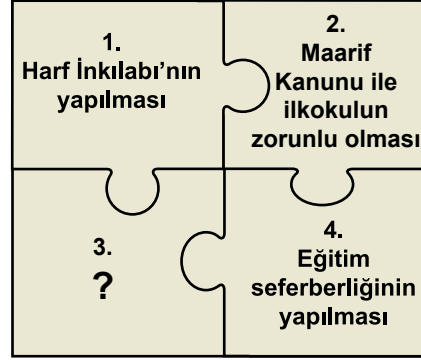 1.
Harf İnkılabı’nın
yapılması
2.
Maarif
Kanunu ile
ilkokulun
zorunlu olması
3.
?
4.
Eğitim
seferberliğinin
yapılması